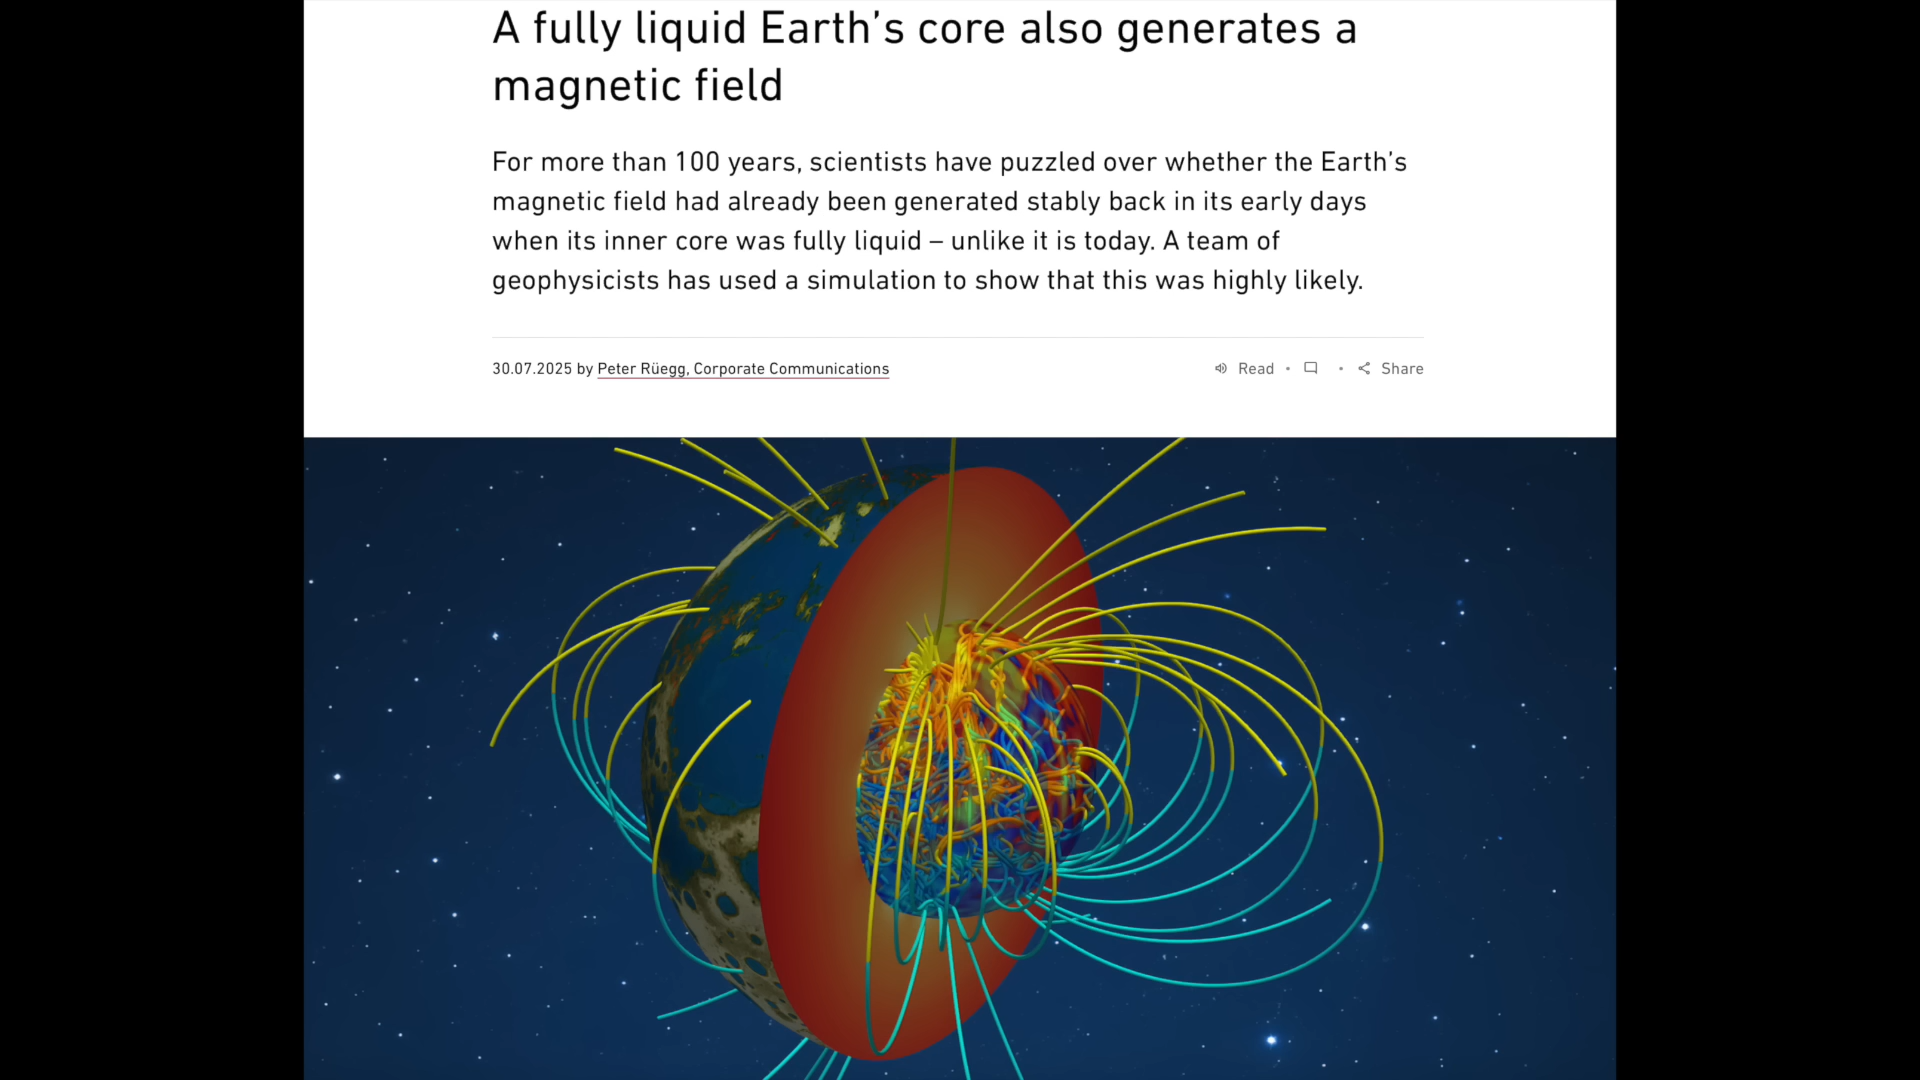 A fully liquid Earth’s core also generates a
magnetic field
For more than 100 years, scientists have puzzled over whether the Earth’s
magnetic field had already been generated stably back in its early days
when its inner core was fully liquid – unlike it is today. A team of
geophysicists has used a simulation to show that this was highly likely.
30.07.2025 by Peter Rüegg, Corporate Communications
Read • • Share